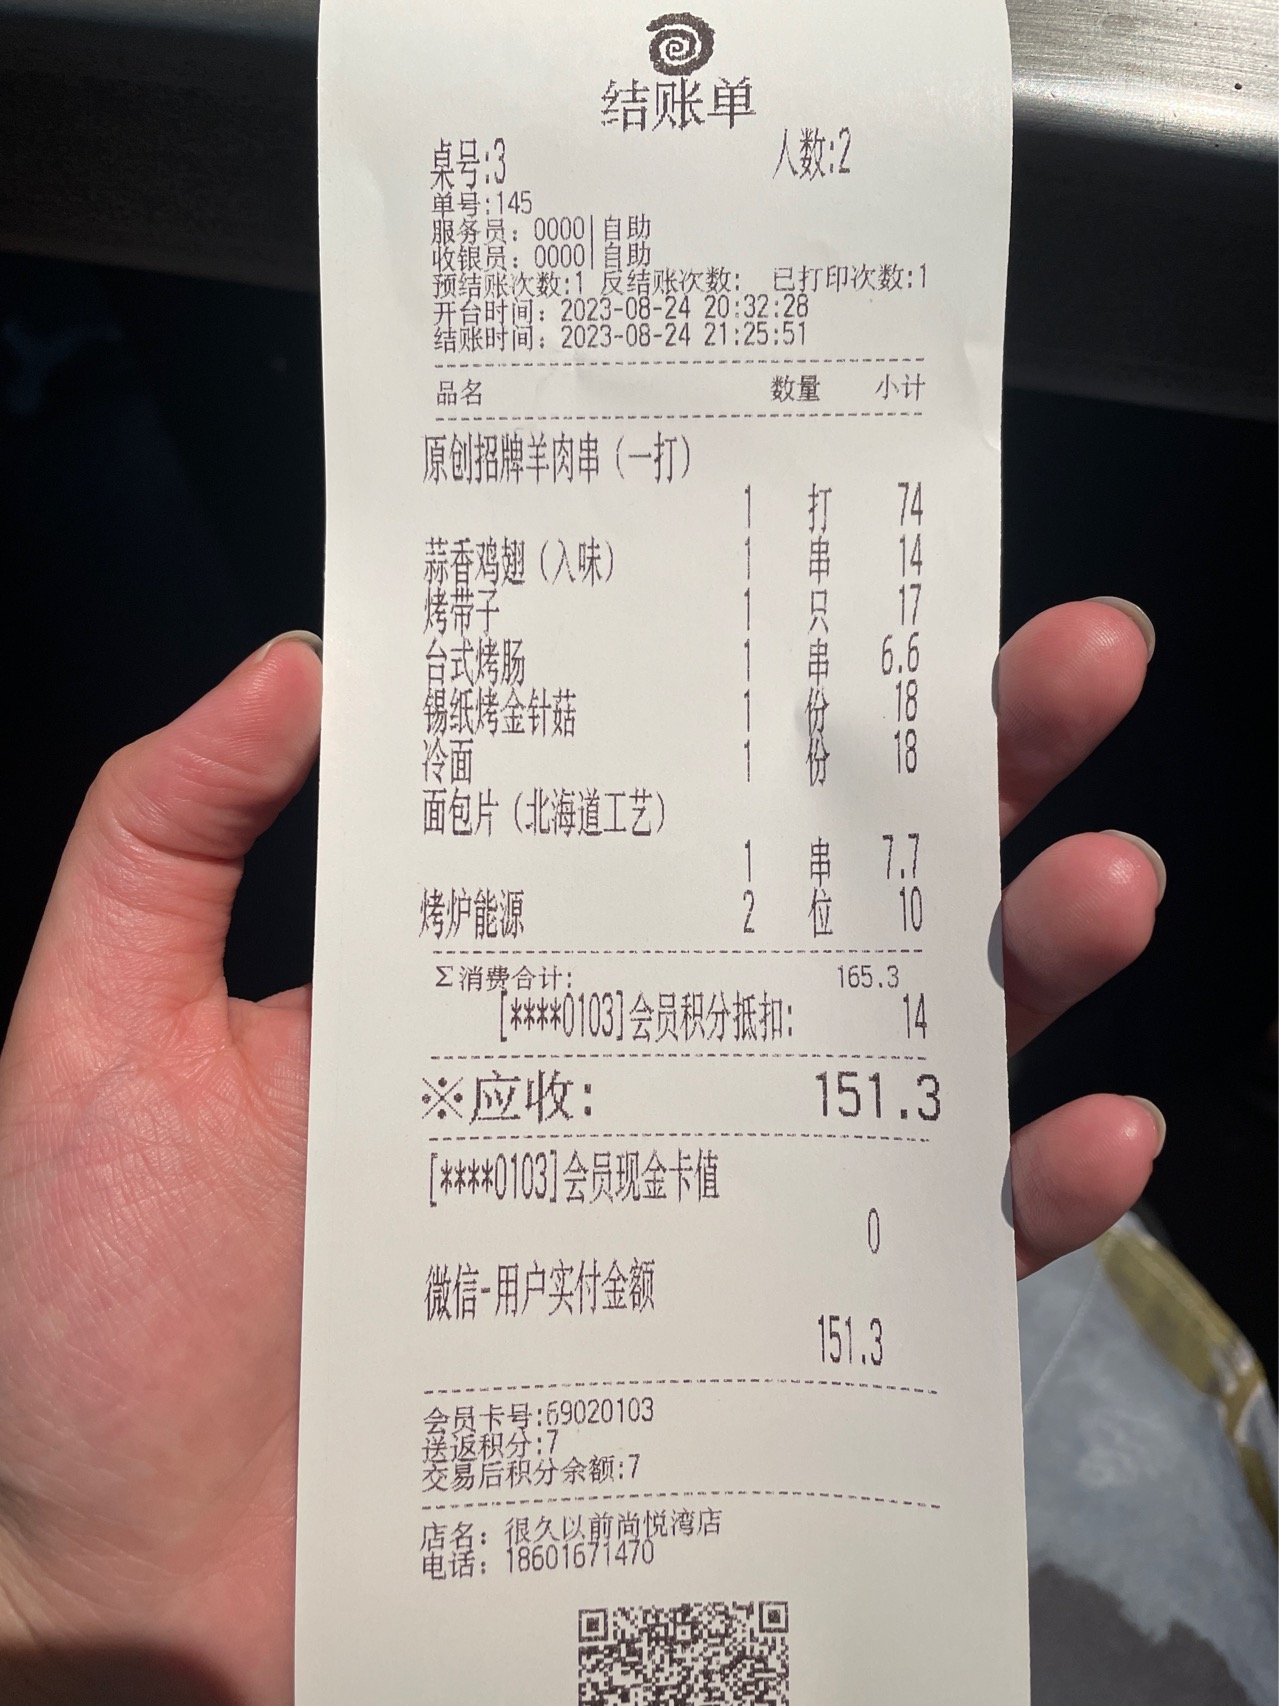 结账单
桌号:3 人数:2
单号:145
服务员: 0000|自助
收银员: 0000|自助
预结账次数:1 反结账次数: 已打印次数:1
开台时间: 2023-08-24 20:32:28
结账时间: 2023-08-24 21:25:51
品名 数量 小计
原创招牌羊肉串(一打)
1 打 74
蒜香鸡翅(入味) 1 串 14
烤带子 1 只 17
台式烤肠 1 串 6.6
锡纸烤金针菇 1 份 18
冷面 1 份 18
面包片(北海道工艺)
1 串 7.7
烤炉能源 2 位 10
Σ消费合计: 165.3
[****0103]会员积分抵扣: 14
※应收: 151.3
[****0103]会员现金卡值
0
微信-用户实付金额
151.3
会员卡号:69020103
送返积分:7
交易后积分余额:7
店名: 很久以前尚悦湾店
电话: 18601671470